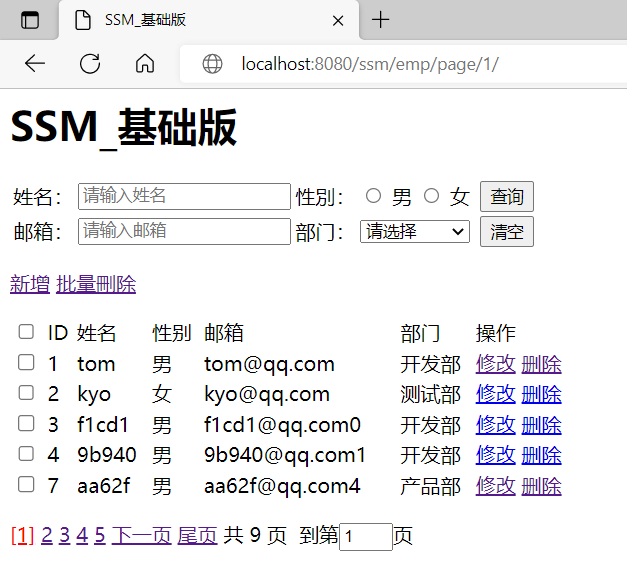 SSM_基础版
localhost:8080/ssm/emp/page/1/
SSM_基础版
姓名： 请输入姓名 性别： 男 女 查询
邮箱： 请输入邮箱 部门： 请选择 清空
新增 批量删除
ID 姓名 性别 邮箱 部门 操作
1 tom 男 tom@qq.com 开发部 修改 删除
2 kyo 女 kyo@qq.com 测试部 修改 删除
3 f1cd1 男 f1cd1@qq.com0 开发部 修改 删除
4 9b940 男 9b940@qq.com1 开发部 修改 删除
7 aa62f 男 aa62f@qq.com4 产品部 修改 删除
[1] 2 3 4 5 下一页 尾页 共 9 页 到第 1 页